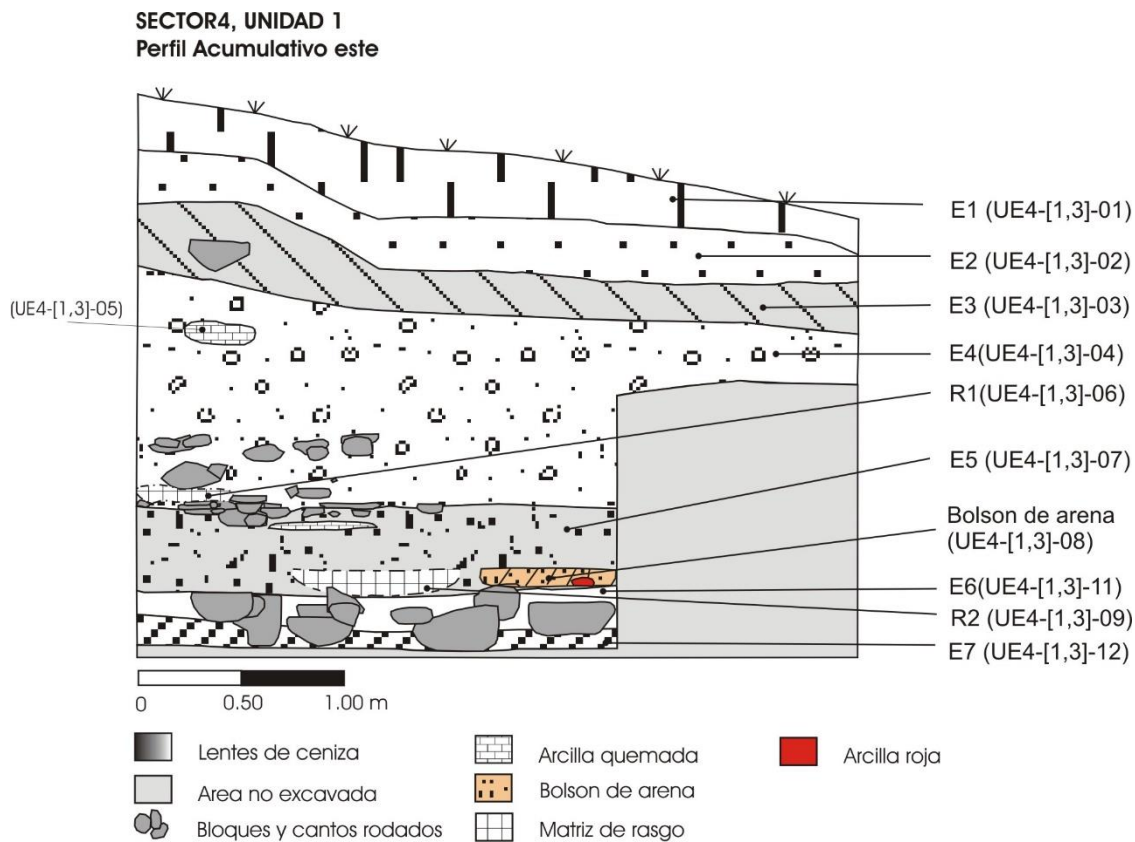 SECTOR4, UNIDAD 1
Perfil Acumulativo este
E1 (UE4-[1,3]-01)
E2 (UE4-[1,3]-02)
(UE4-[1,3]-05)
E3 (UE4-[1,3]-03)
E4(UE4-[1,3]-04)
R1(UE4-[1,3]-06)
E5 (UE4-[1,3]-07)
Bolson de arena
(UE4-[1,3]-08)
E6(UE4-[1,3]-11)
R2 (UE4-[1,3]-09)
E7 (UE4-[1,3]-12)
0 0.50 1.00 m
Lentes de ceniza
Arcilla quemada
Arcilla roja
Area no excavada
Bolson de arena
Bloques y cantos rodados
Matriz de rasgo